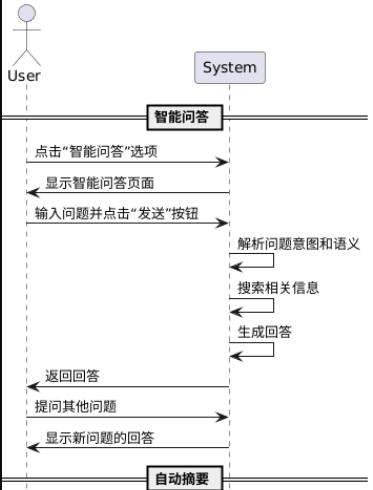 User
System
智能问答
点击“智能问答”选项
显示智能问答页面
输入问题并点击“发送”按钮
解析问题意图和语义
搜索相关信息
生成回答
返回回答
提问其他问题
显示新问题的回答
自动摘要